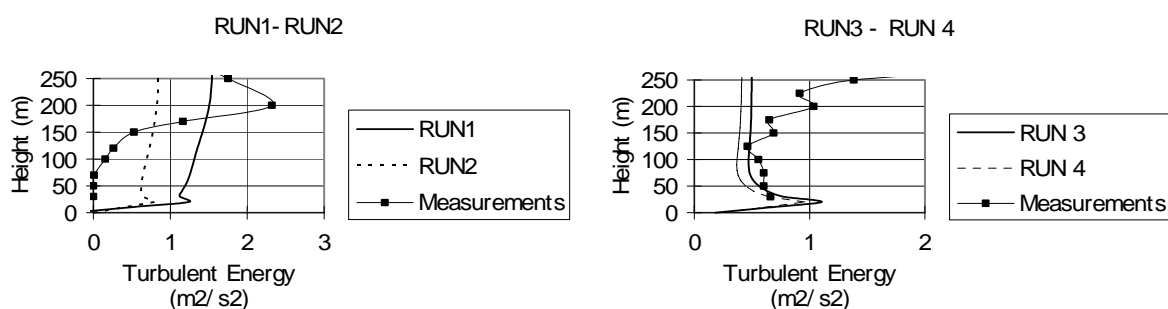 RUN1- RUN2
250
200
150
100
50
0
Height (m)
0 1 2 3
Turbulent Energy
(m2/ s2)
RUN1
RUN2
Measurements
RUN3 - RUN 4
250
200
150
100
50
0
Height (m)
0 1 2
Turbulent Energy
(m2/ s2)
RUN 3
RUN 4
Measurements